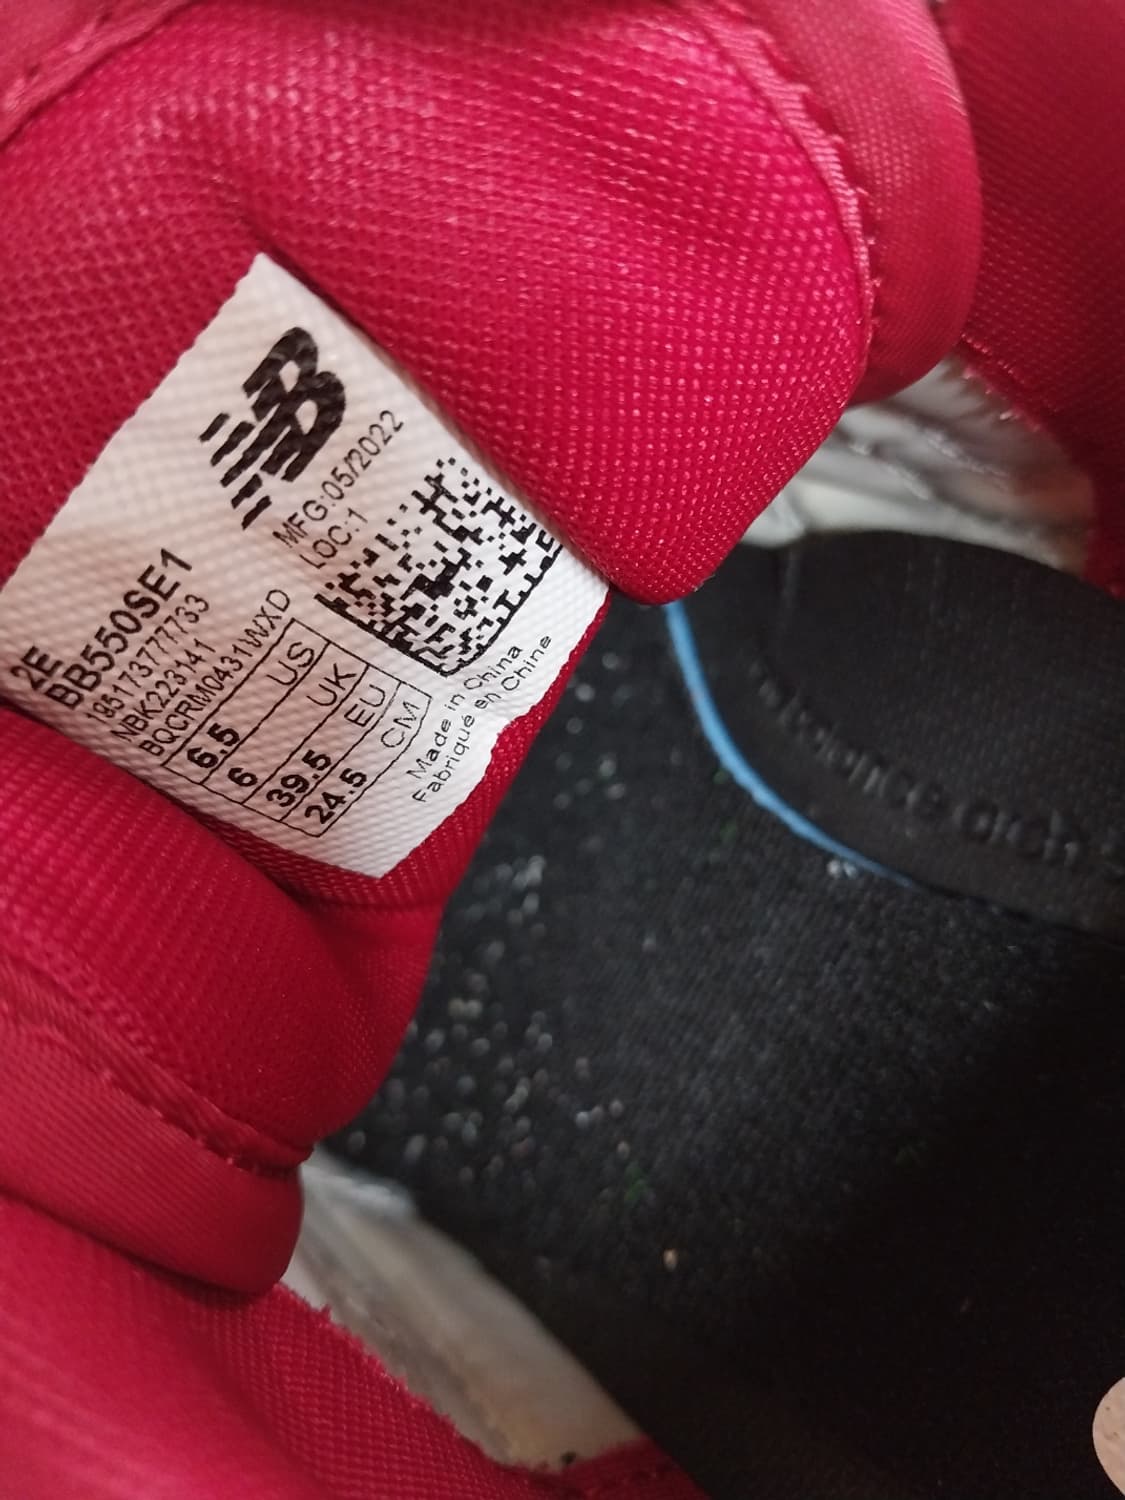 NB
MFG:05/2022
LOC:1
2E
BB550SE1
NBK223141
BQCRM0431WXD
6.5 US
6 UK
39.5 EU
24.5 CM
Made in China
Fabriqué en Chine